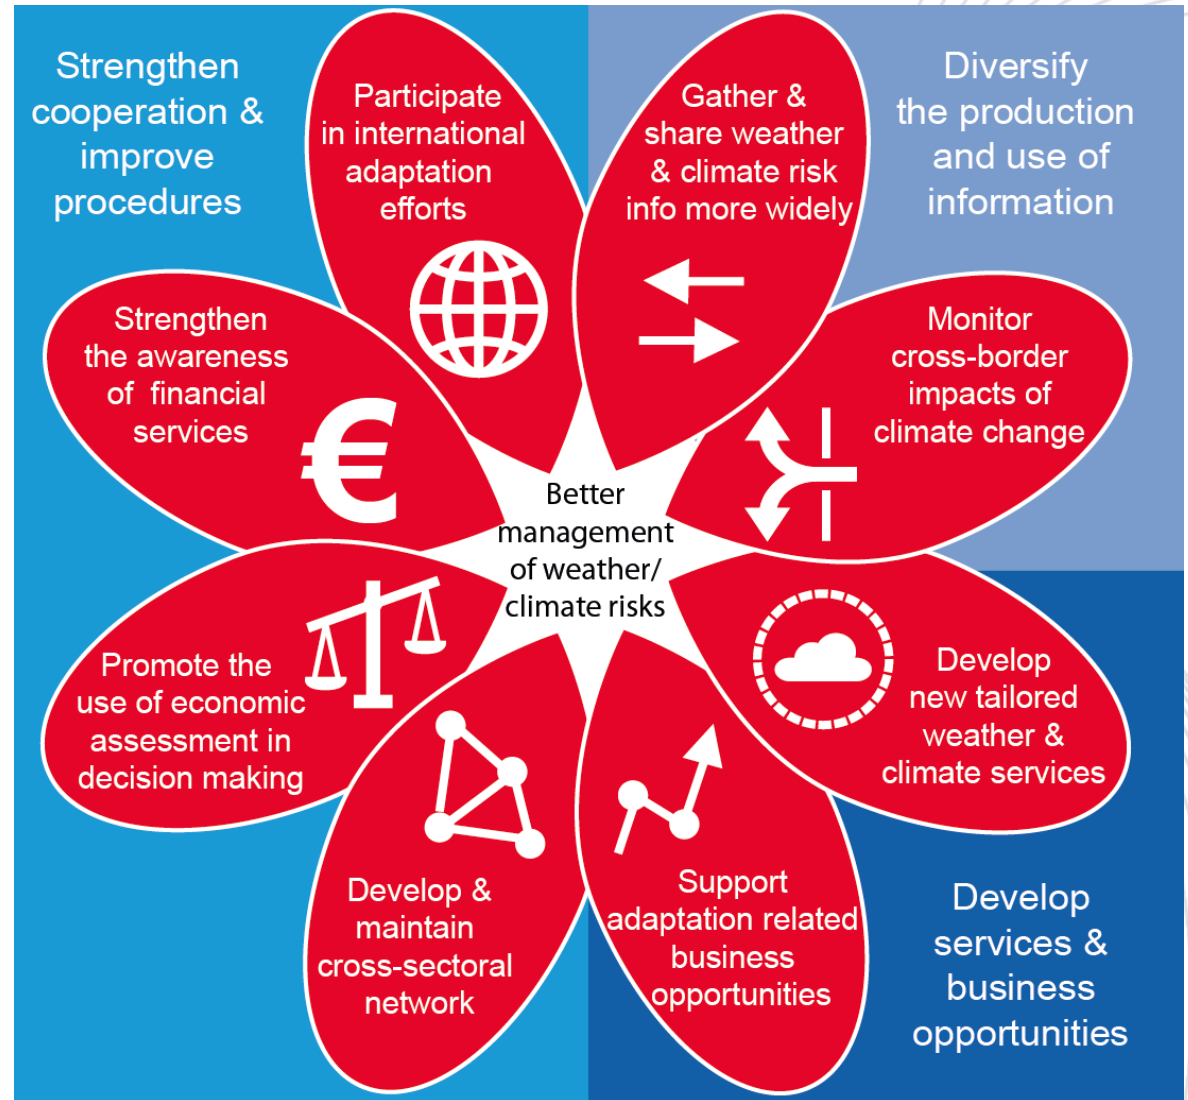 Strengthen
cooperation &
improve
procedures
Participate
in international
adaptation
efforts
Gather &
share weather
& climate risk
info more widely
Diversify
the production
and use of
information
Strengthen
the awareness
of financial
services
€
Monitor
cross-border
impacts of
climate change
Better
management
of weather/
climate risks
Promote the
use of economic
assessment in
decision making
Develop
new tailored
weather &
climate services
Develop &
maintain
cross-sectoral
network
Support
adaptation related
business
opportunities
Develop
services &
business
opportunities